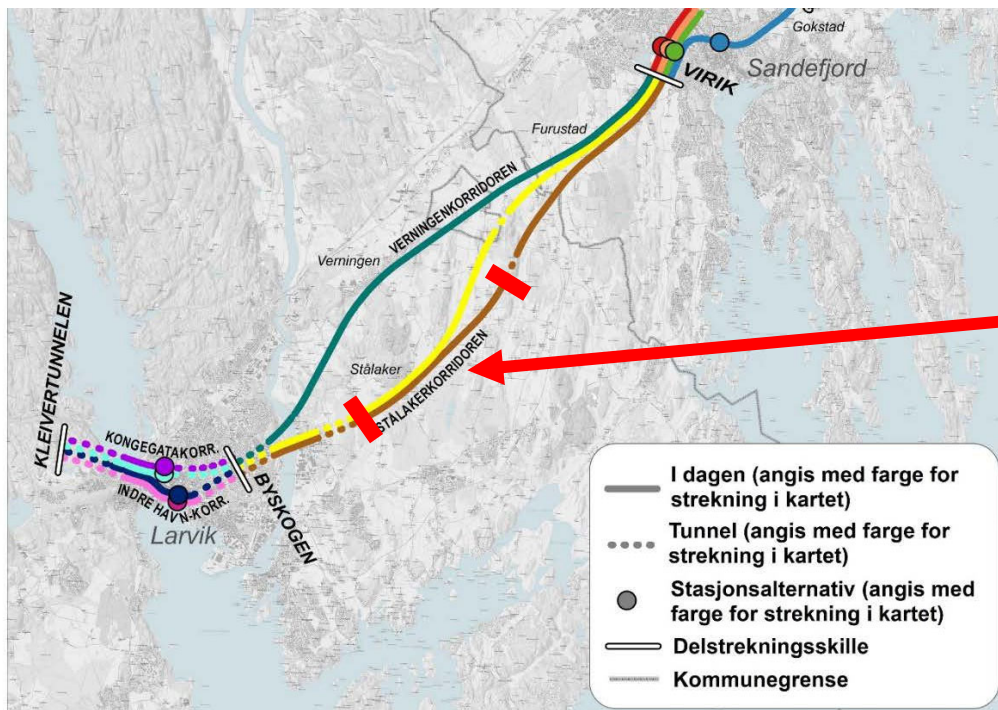 Gokstad
Sandefjord
VIRIK
Furustad
VERNINGENKORRIDOREN
Verningen
Stålaker
STÅLAKERKORRIDOREN
KLEIVERTUNNELEN
KONGEGATAKORR.
INDRE HAVN-KORR.
BYSKOGEN
Larvik
I dagen (angis med farge for
strekning i kartet)
Tunnel (angis med farge for
strekning i kartet)
Stasjonsalternativ (angis med
farge for strekning i kartet)
Delstrekningsskille
Kommunegrense